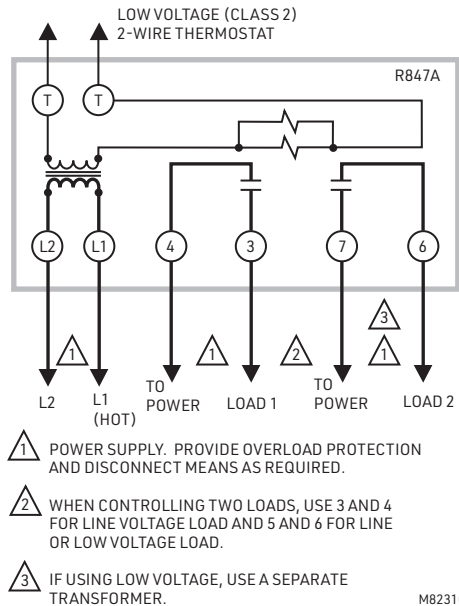 LOW VOLTAGE (CLASS 2)
2-WIRE THERMOSTAT
R847A
T
T
L2
L1
4
3
7
6
3
1
1
2
1
L2
L1
(HOT)
TO
POWER
LOAD 1
TO
POWER
LOAD 2
1 POWER SUPPLY. PROVIDE OVERLOAD PROTECTION
AND DISCONNECT MEANS AS REQUIRED.
2 WHEN CONTROLLING TWO LOADS, USE 3 AND 4
FOR LINE VOLTAGE LOAD AND 5 AND 6 FOR LINE
OR LOW VOLTAGE LOAD.
3 IF USING LOW VOLTAGE, USE A SEPARATE
TRANSFORMER.
M8231